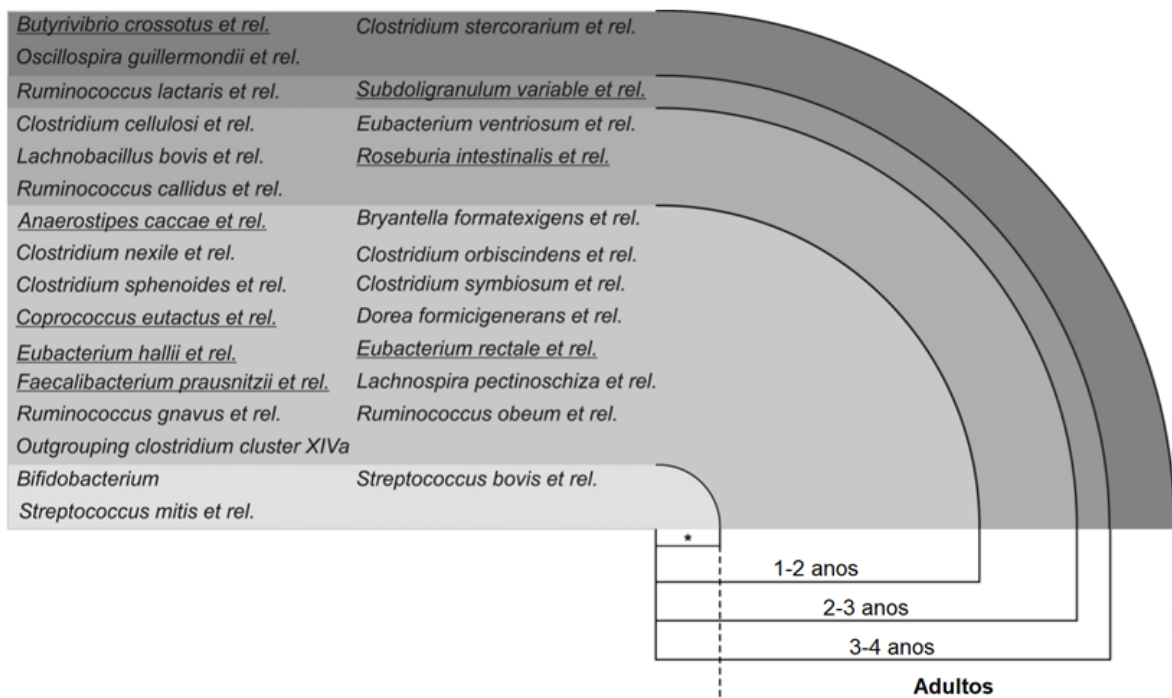 Butyrivibrio crossotus et rel. Clostridium stercorarium et rel.
Oscillospira guillermondii et rel.
Ruminococcus lactaris et rel. Subdoligranulum variable et rel.
Clostridium cellulosi et rel. Eubacterium ventriosum et rel.
Lachnobacillus bovis et rel. Roseburia intestinalis et rel.
Ruminococcus callidus et rel.
Anaerostipes caccae et rel. Bryantella formatexigens et rel.
Clostridium nexile et rel. Clostridium orbiscindens et rel.
Clostridium sphenoides et rel. Clostridium symbiosum et rel.
Coprococcus eutactus et rel. Dorea formicigenerans et rel.
Eubacterium hallii et rel. Eubacterium rectale et rel.
Faecalibacterium prausnitzii et rel. Lachnospira pectinoschiza et rel.
Ruminococcus gnavus et rel. Ruminococcus obeum et rel.
Outgrouping clostridium cluster XIVa
Bifidobacterium Streptococcus bovis et rel.
Streptococcus mitis et rel.
*
1-2 anos
2-3 anos
3-4 anos
Adultos